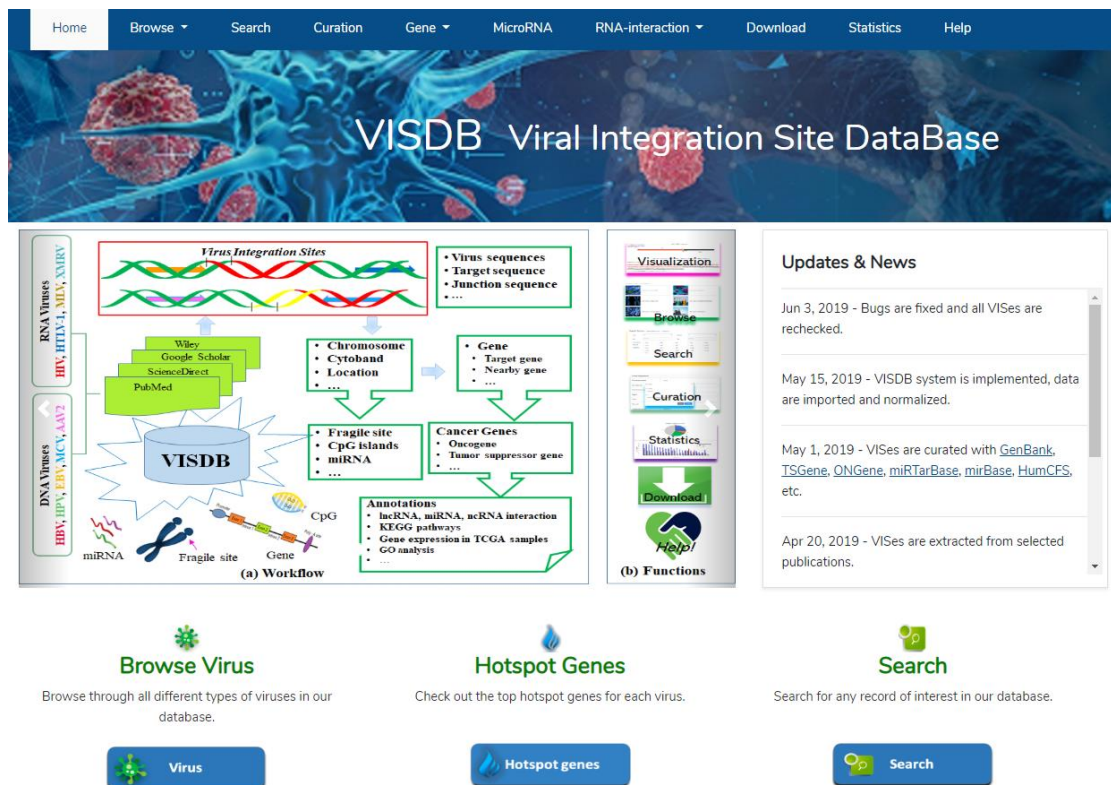 Home Browse Search Curation Gene MicroRNA RNA-interaction Download Statistics Help
VISDB Viral Integration Site DataBase
RNA Viruses
HIV, HTLV-1, MLV, XMRV
DNA Viruses
HBV, HPV, EBV, MCV, AAV2
Virus Integration Sites
• Virus sequences
• Target sequence
• Junction sequence
• ...
Wiley
Google Scholar
ScienceDirect
PubMed
• Chromosome
• Cytoband
• Location
• ...
• Gene
• Target gene
• Nearby gene
• ...
VISDB
• Fragile site
• CpG islands
• miRNA
• ...
Cancer Genes
• Oncogene
• Tumor suppressor gene
• ...
Annotations
• lncRNA, miRNA, ncRNA interaction
• KEGG pathways
• Gene expression in TCGA samples
• GO analysis
• ...
miRNA
Fragile site
Gene
CpG
(a) Workflow
Visualization
Browse
Search
Curation
Statistics
Download
Help!
(b) Functions
Updates & News
Jun 3, 2019 - Bugs are fixed and all VISes are
rechecked.
May 15, 2019 - VISDB system is implemented, data
are imported and normalized.
May 1, 2019 - VISes are curated with GenBank,
TSGene, ONGene, miRTarBase, mirBase, HumCFS,
etc.
Apr 20, 2019 - VISes are extracted from selected
publications.
Browse Virus
Browse through all different types of viruses in our
database.
Virus
Hotspot Genes
Check out the top hotspot genes for each virus.
Hotspot genes
Search
Search for any record of interest in our database.
Search